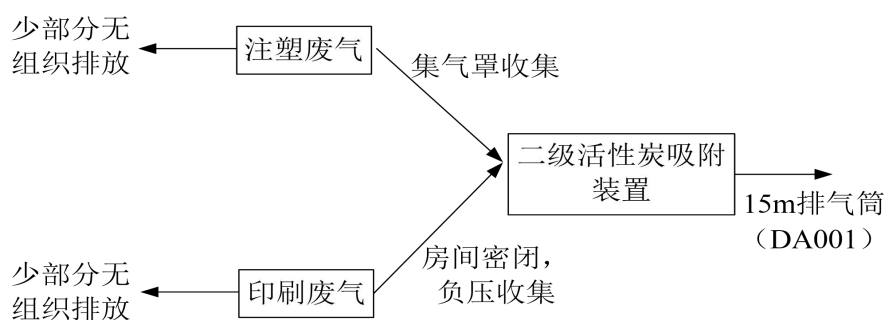 少部分无
组织排放
注塑废气
集气罩收集
二级活性炭吸附
装置
15m排气筒
（DA001）
房间密闭，
负压收集
少部分无
组织排放
印刷废气